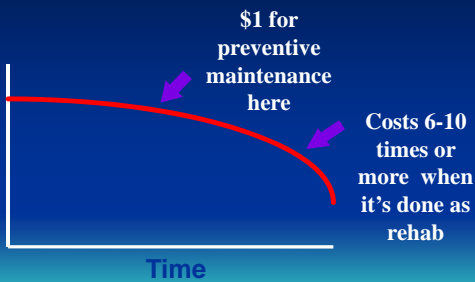 $1 for
preventive
maintenance
here
Costs 6-10
times or
more when
it's done as
rehab
Time